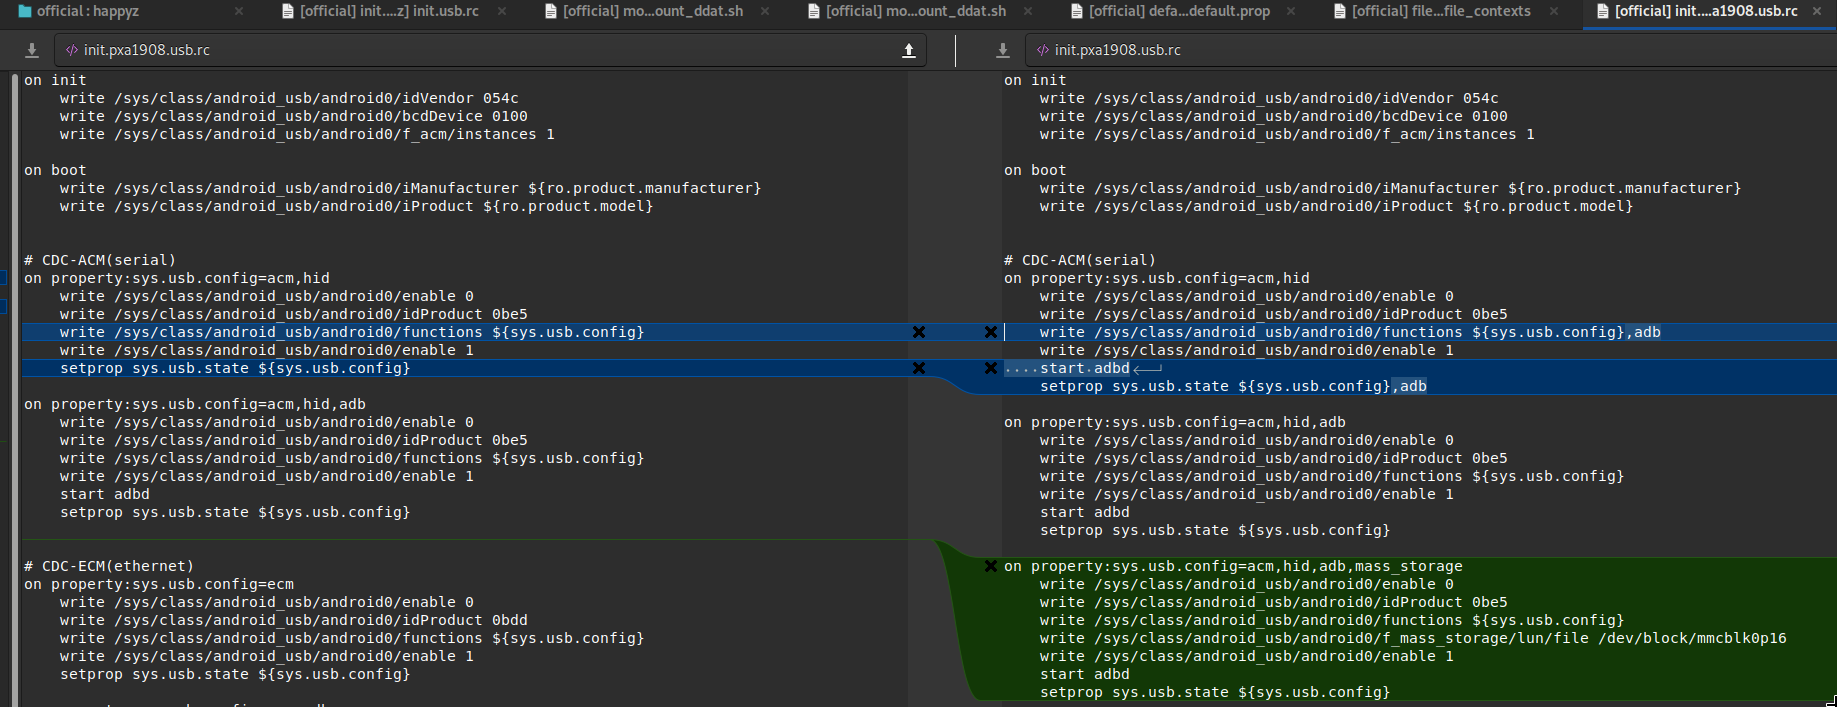 official : happyz
[official] init....z] init.usb.rc
[official] mo...ount_ddat.sh
[official] mo...ount_ddat.sh
[official] defa...default.prop
[official] file...file_contexts
[official] init....a1908.usb.rc
init.pxa1908.usb.rc
init.pxa1908.usb.rc
on init
write /sys/class/android_usb/android0/idVendor 054c
write /sys/class/android_usb/android0/bcdDevice 0100
write /sys/class/android_usb/android0/f_acm/instances 1
on boot
write /sys/class/android_usb/android0/iManufacturer ${ro.product.manufacturer}
write /sys/class/android_usb/android0/iProduct ${ro.product.model}
# CDC-ACM(serial)
on property:sys.usb.config=acm,hid
write /sys/class/android_usb/android0/enable 0
write /sys/class/android_usb/android0/idProduct 0be5
write /sys/class/android_usb/android0/functions ${sys.usb.config}
write /sys/class/android_usb/android0/enable 1
setprop sys.usb.state ${sys.usb.config}
on property:sys.usb.config=acm,hid,adb
write /sys/class/android_usb/android0/enable 0
write /sys/class/android_usb/android0/idProduct 0be5
write /sys/class/android_usb/android0/functions ${sys.usb.config}
write /sys/class/android_usb/android0/enable 1
start adbd
setprop sys.usb.state ${sys.usb.config}
# CDC-ECM(ethernet)
on property:sys.usb.config=ecm
write /sys/class/android_usb/android0/enable 0
write /sys/class/android_usb/android0/idProduct 0bdd
write /sys/class/android_usb/android0/functions ${sys.usb.config}
write /sys/class/android_usb/android0/enable 1
setprop sys.usb.state ${sys.usb.config}
on init
write /sys/class/android_usb/android0/idVendor 054c
write /sys/class/android_usb/android0/bcdDevice 0100
write /sys/class/android_usb/android0/f_acm/instances 1
on boot
write /sys/class/android_usb/android0/iManufacturer ${ro.product.manufacturer}
write /sys/class/android_usb/android0/iProduct ${ro.product.model}
# CDC-ACM(serial)
on property:sys.usb.config=acm,hid
write /sys/class/android_usb/android0/enable 0
write /sys/class/android_usb/android0/idProduct 0be5
write /sys/class/android_usb/android0/functions ${sys.usb.config},adb
write /sys/class/android_usb/android0/enable 1
····start·adbd
setprop sys.usb.state ${sys.usb.config},adb
on property:sys.usb.config=acm,hid,adb
write /sys/class/android_usb/android0/enable 0
write /sys/class/android_usb/android0/idProduct 0be5
write /sys/class/android_usb/android0/functions ${sys.usb.config}
write /sys/class/android_usb/android0/enable 1
start adbd
setprop sys.usb.state ${sys.usb.config}
on property:sys.usb.config=acm,hid,adb,mass_storage
write /sys/class/android_usb/android0/enable 0
write /sys/class/android_usb/android0/idProduct 0be5
write /sys/class/android_usb/android0/functions ${sys.usb.config}
write /sys/class/android_usb/android0/f_mass_storage/lun/file /dev/block/mmcblk0p16
write /sys/class/android_usb/android0/enable 1
start adbd
setprop sys.usb.state ${sys.usb.config}